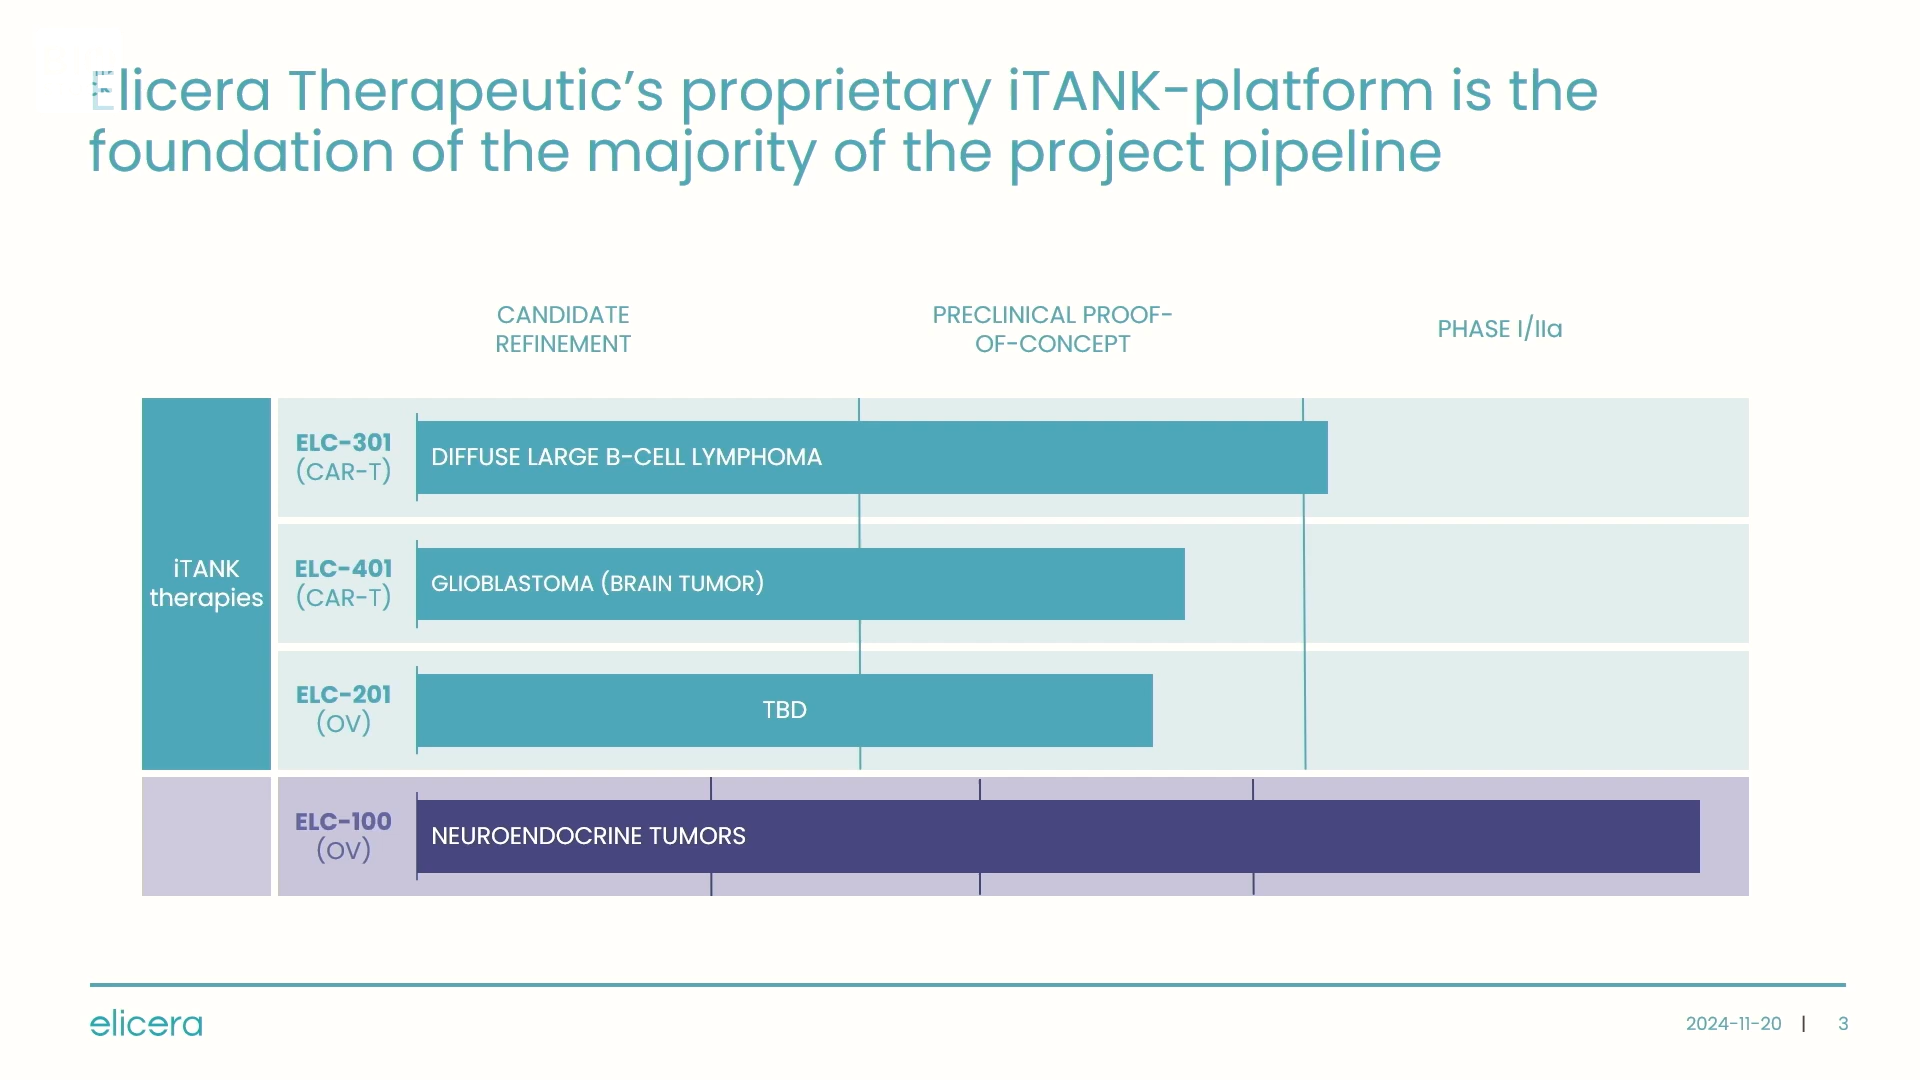 Elicera Therapeutic’s proprietary iTANK-platform is the
foundation of the majority of the project pipeline
CANDIDATE
REFINEMENT
PRECLINICAL PROOF-
OF-CONCEPT
PHASE I/IIa
iTANK
therapies
ELC-301
(CAR-T)
DIFFUSE LARGE B-CELL LYMPHOMA
ELC-401
(CAR-T)
GLIOBLASTOMA (BRAIN TUMOR)
ELC-201
(OV)
TBD
ELC-100
(OV)
NEUROENDOCRINE TUMORS
elicera
2024-11-20 | 3